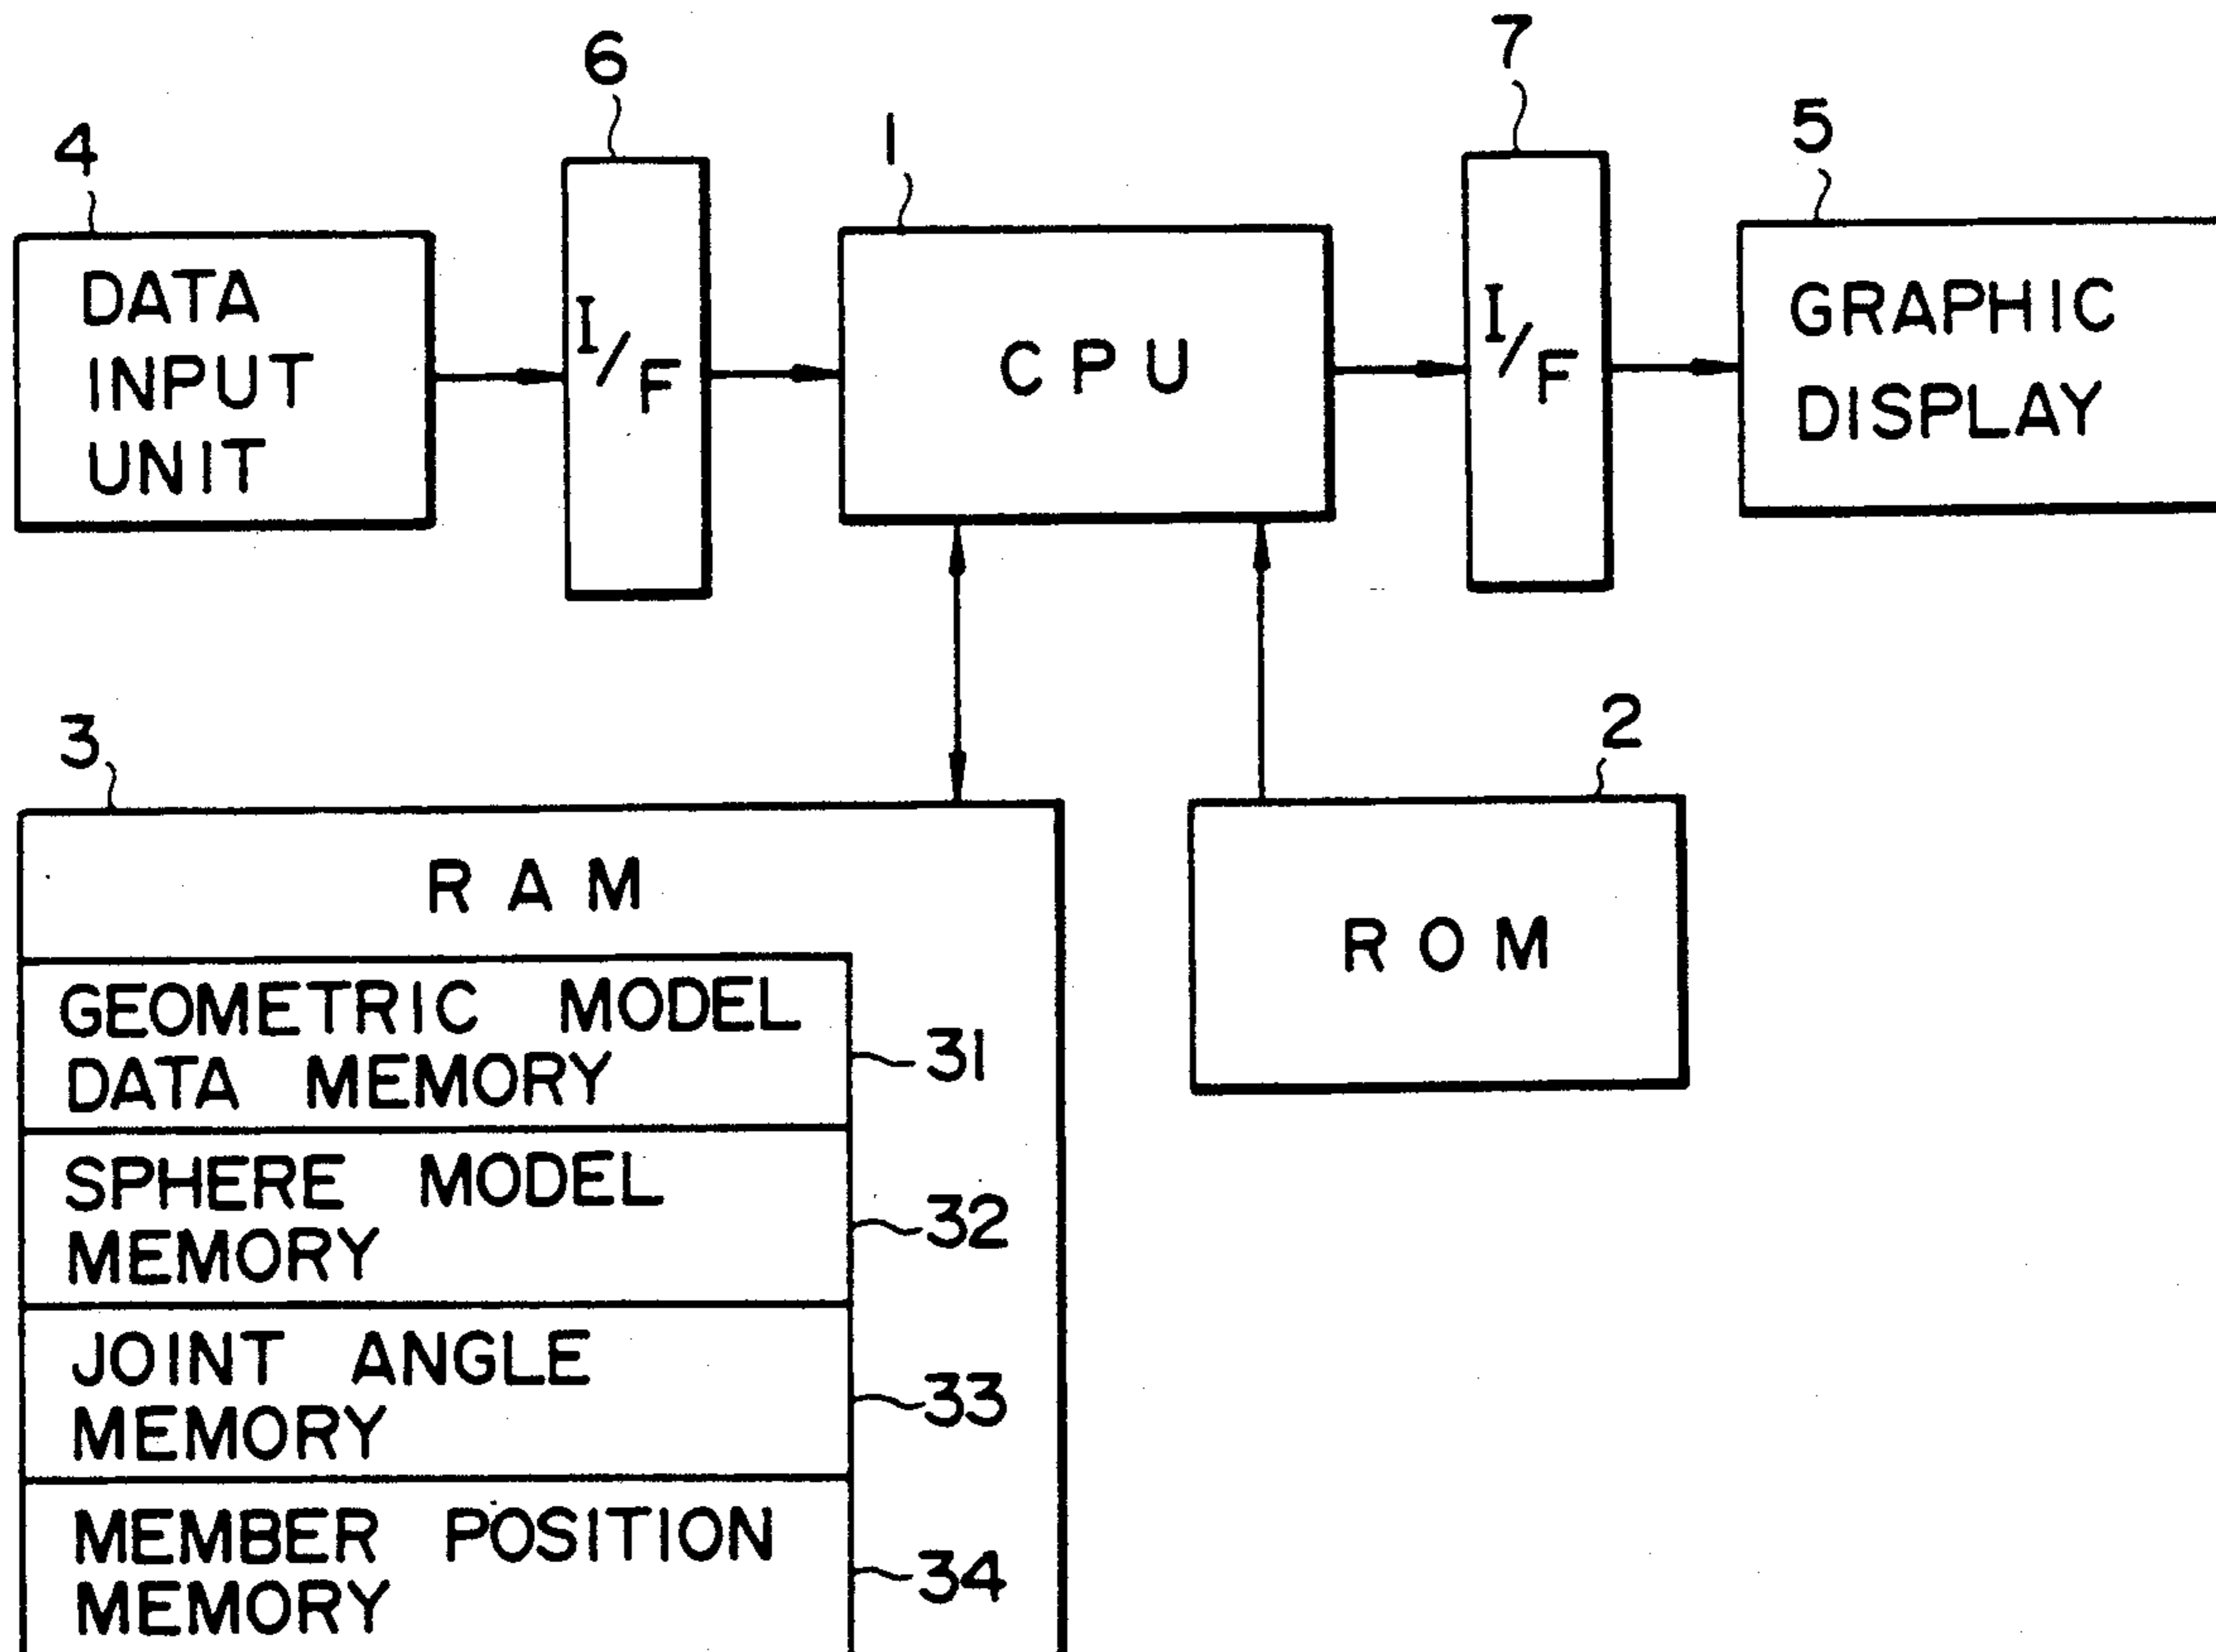 6
7
4
1
5
DATA
INPUT
UNIT
I/F
CPU
I/F
GRAPHIC
DISPLAY
3
2
RAM
ROM
GEOMETRIC MODEL
DATA MEMORY
31
SPHERE MODEL
MEMORY
32
JOINT ANGLE
MEMORY
33
MEMBER POSITION
MEMORY
34